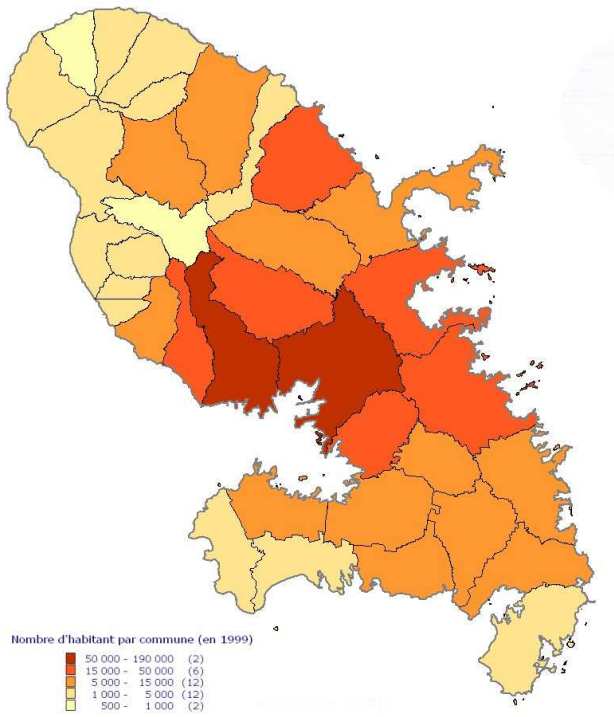 Nombre d'habitant par commune (en 1999)
50 000 - 190 000 (2)
15 000 - 50 000 (6)
5 000 - 15 000 (12)
1 000 - 5 000 (12)
500 - 1 000 (2)